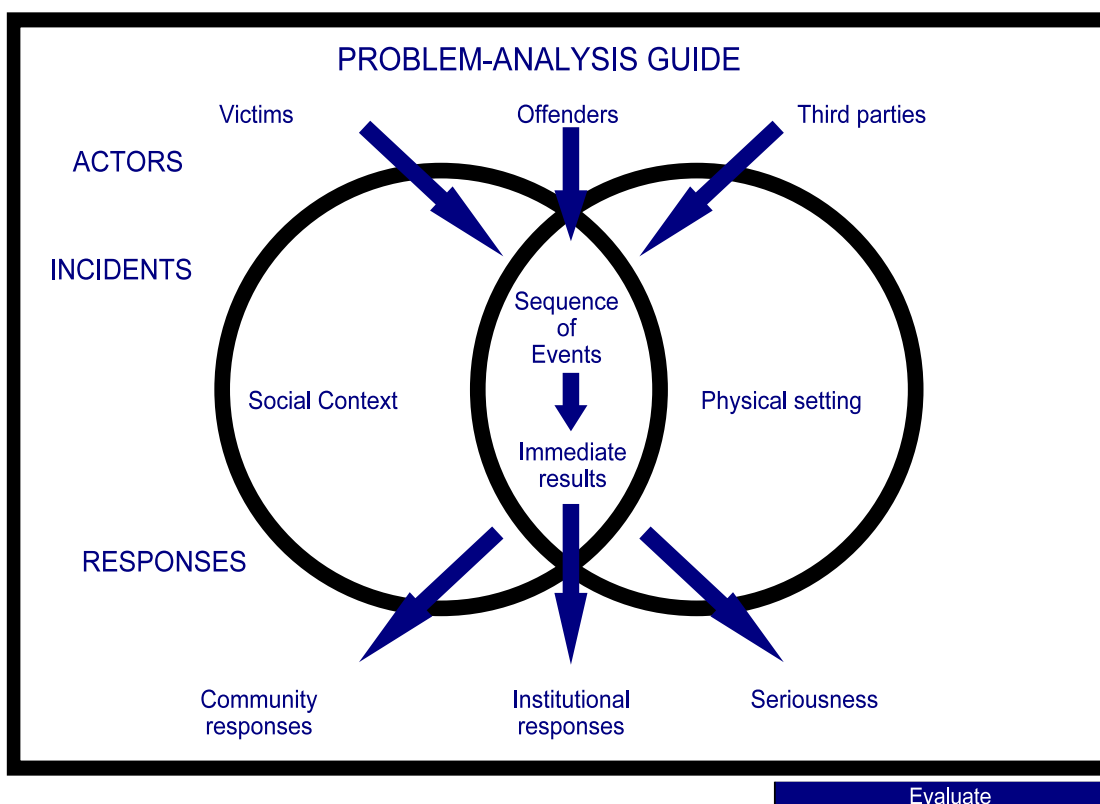 PROBLEM-ANALYSIS GUIDE
Victims
Offenders
Third parties
ACTORS
INCIDENTS
Sequence
of
Events
Social Context
Physical setting
Immediate
results
RESPONSES
Community
responses
Institutional
responses
Seriousness
Evaluate